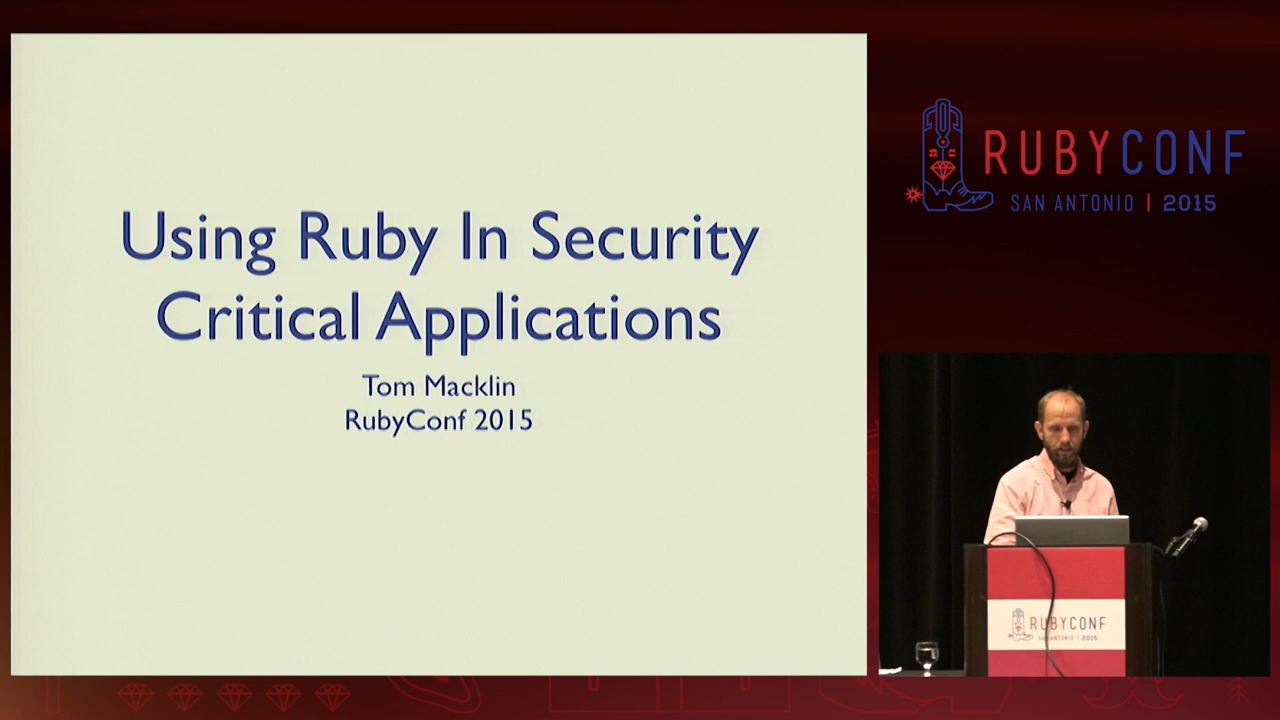 Using Ruby In Security
Critical Applications
Tom Macklin
RubyConf 2015
RUBYCONF
SAN ANTONIO | 2015
RUBYCONF
SAN ANTONIO | 2015